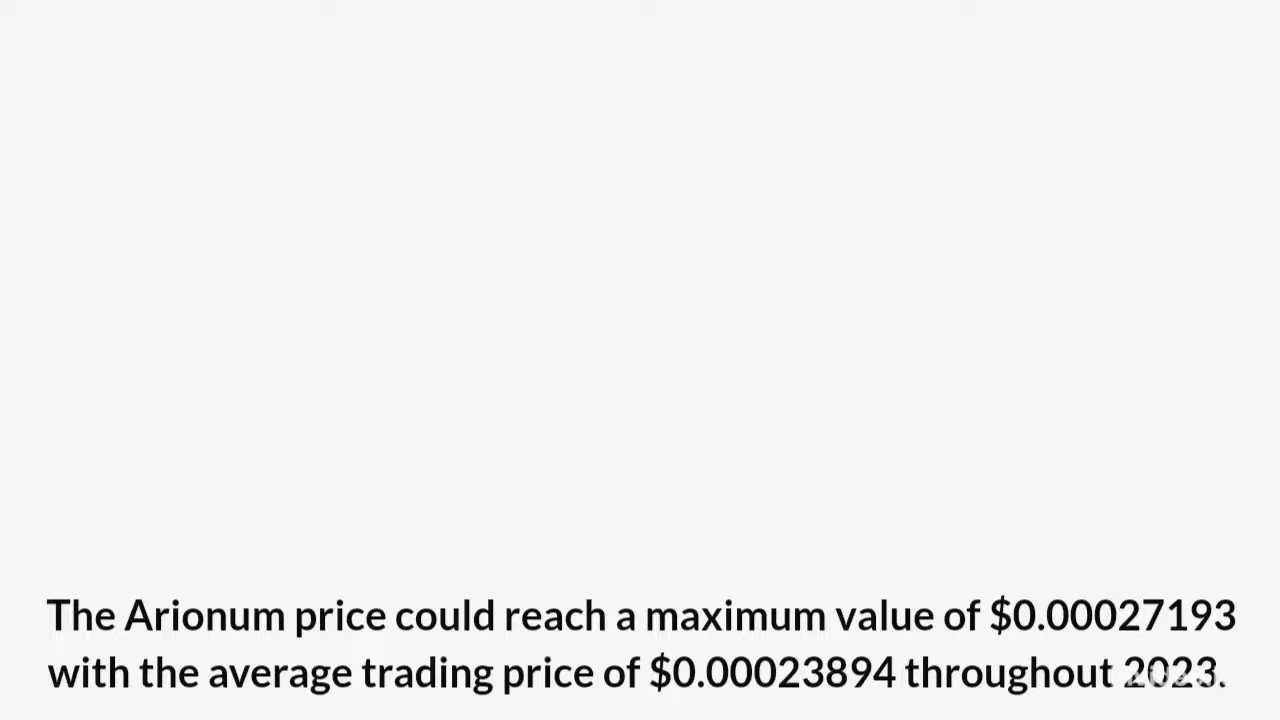 The Arionum price could reach a maximum value of $0.00027193
with the average trading price of $0.00023894 throughout 2023.